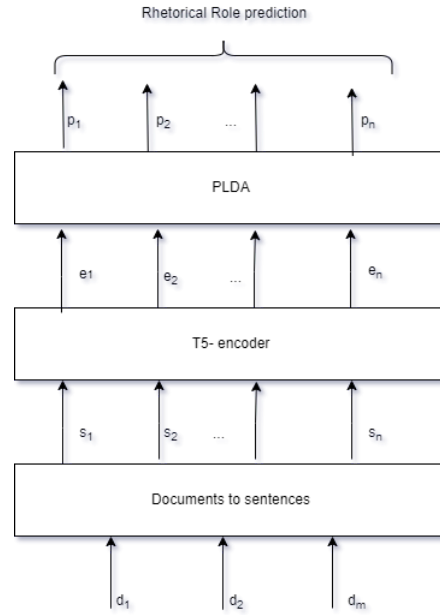 Rhetorical Role prediction
p₁ p₂ ... pₙ
PLDA
e₁ e₂ ... eₙ
T5- encoder
s₁ s₂ ... sₙ
Documents to sentences
d₁ d₂ dₘ